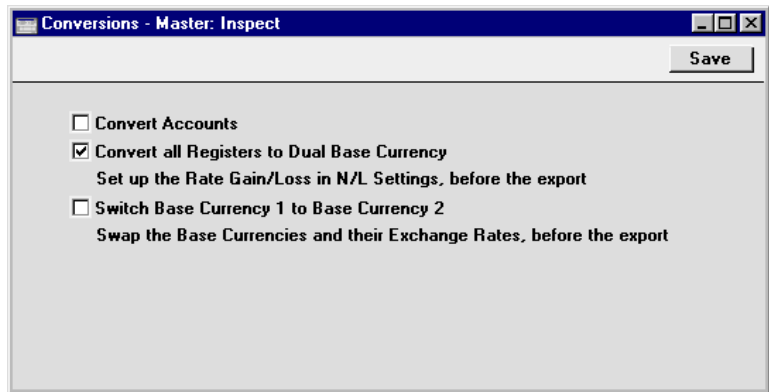 Conversions - Master: Inspect
Save
Convert Accounts
Convert all Registers to Dual Base Currency
Set up the Rate Gain/Loss in N/L Settings, before the export
Switch Base Currency 1 to Base Currency 2
Swap the Base Currencies and their Exchange Rates, before the export